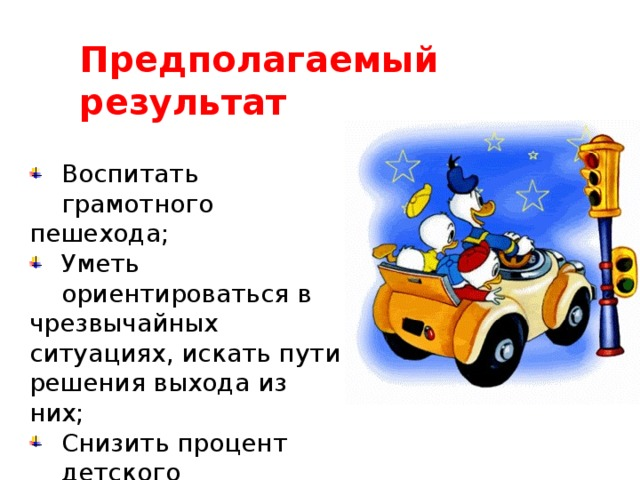 Предполагаемый
результат
Воспитать
грамотного
пешехода;
Уметь
ориентироваться в
чрезвычайных
ситуациях, искать пути
решения выхода из
них;
Снизить процент
детского